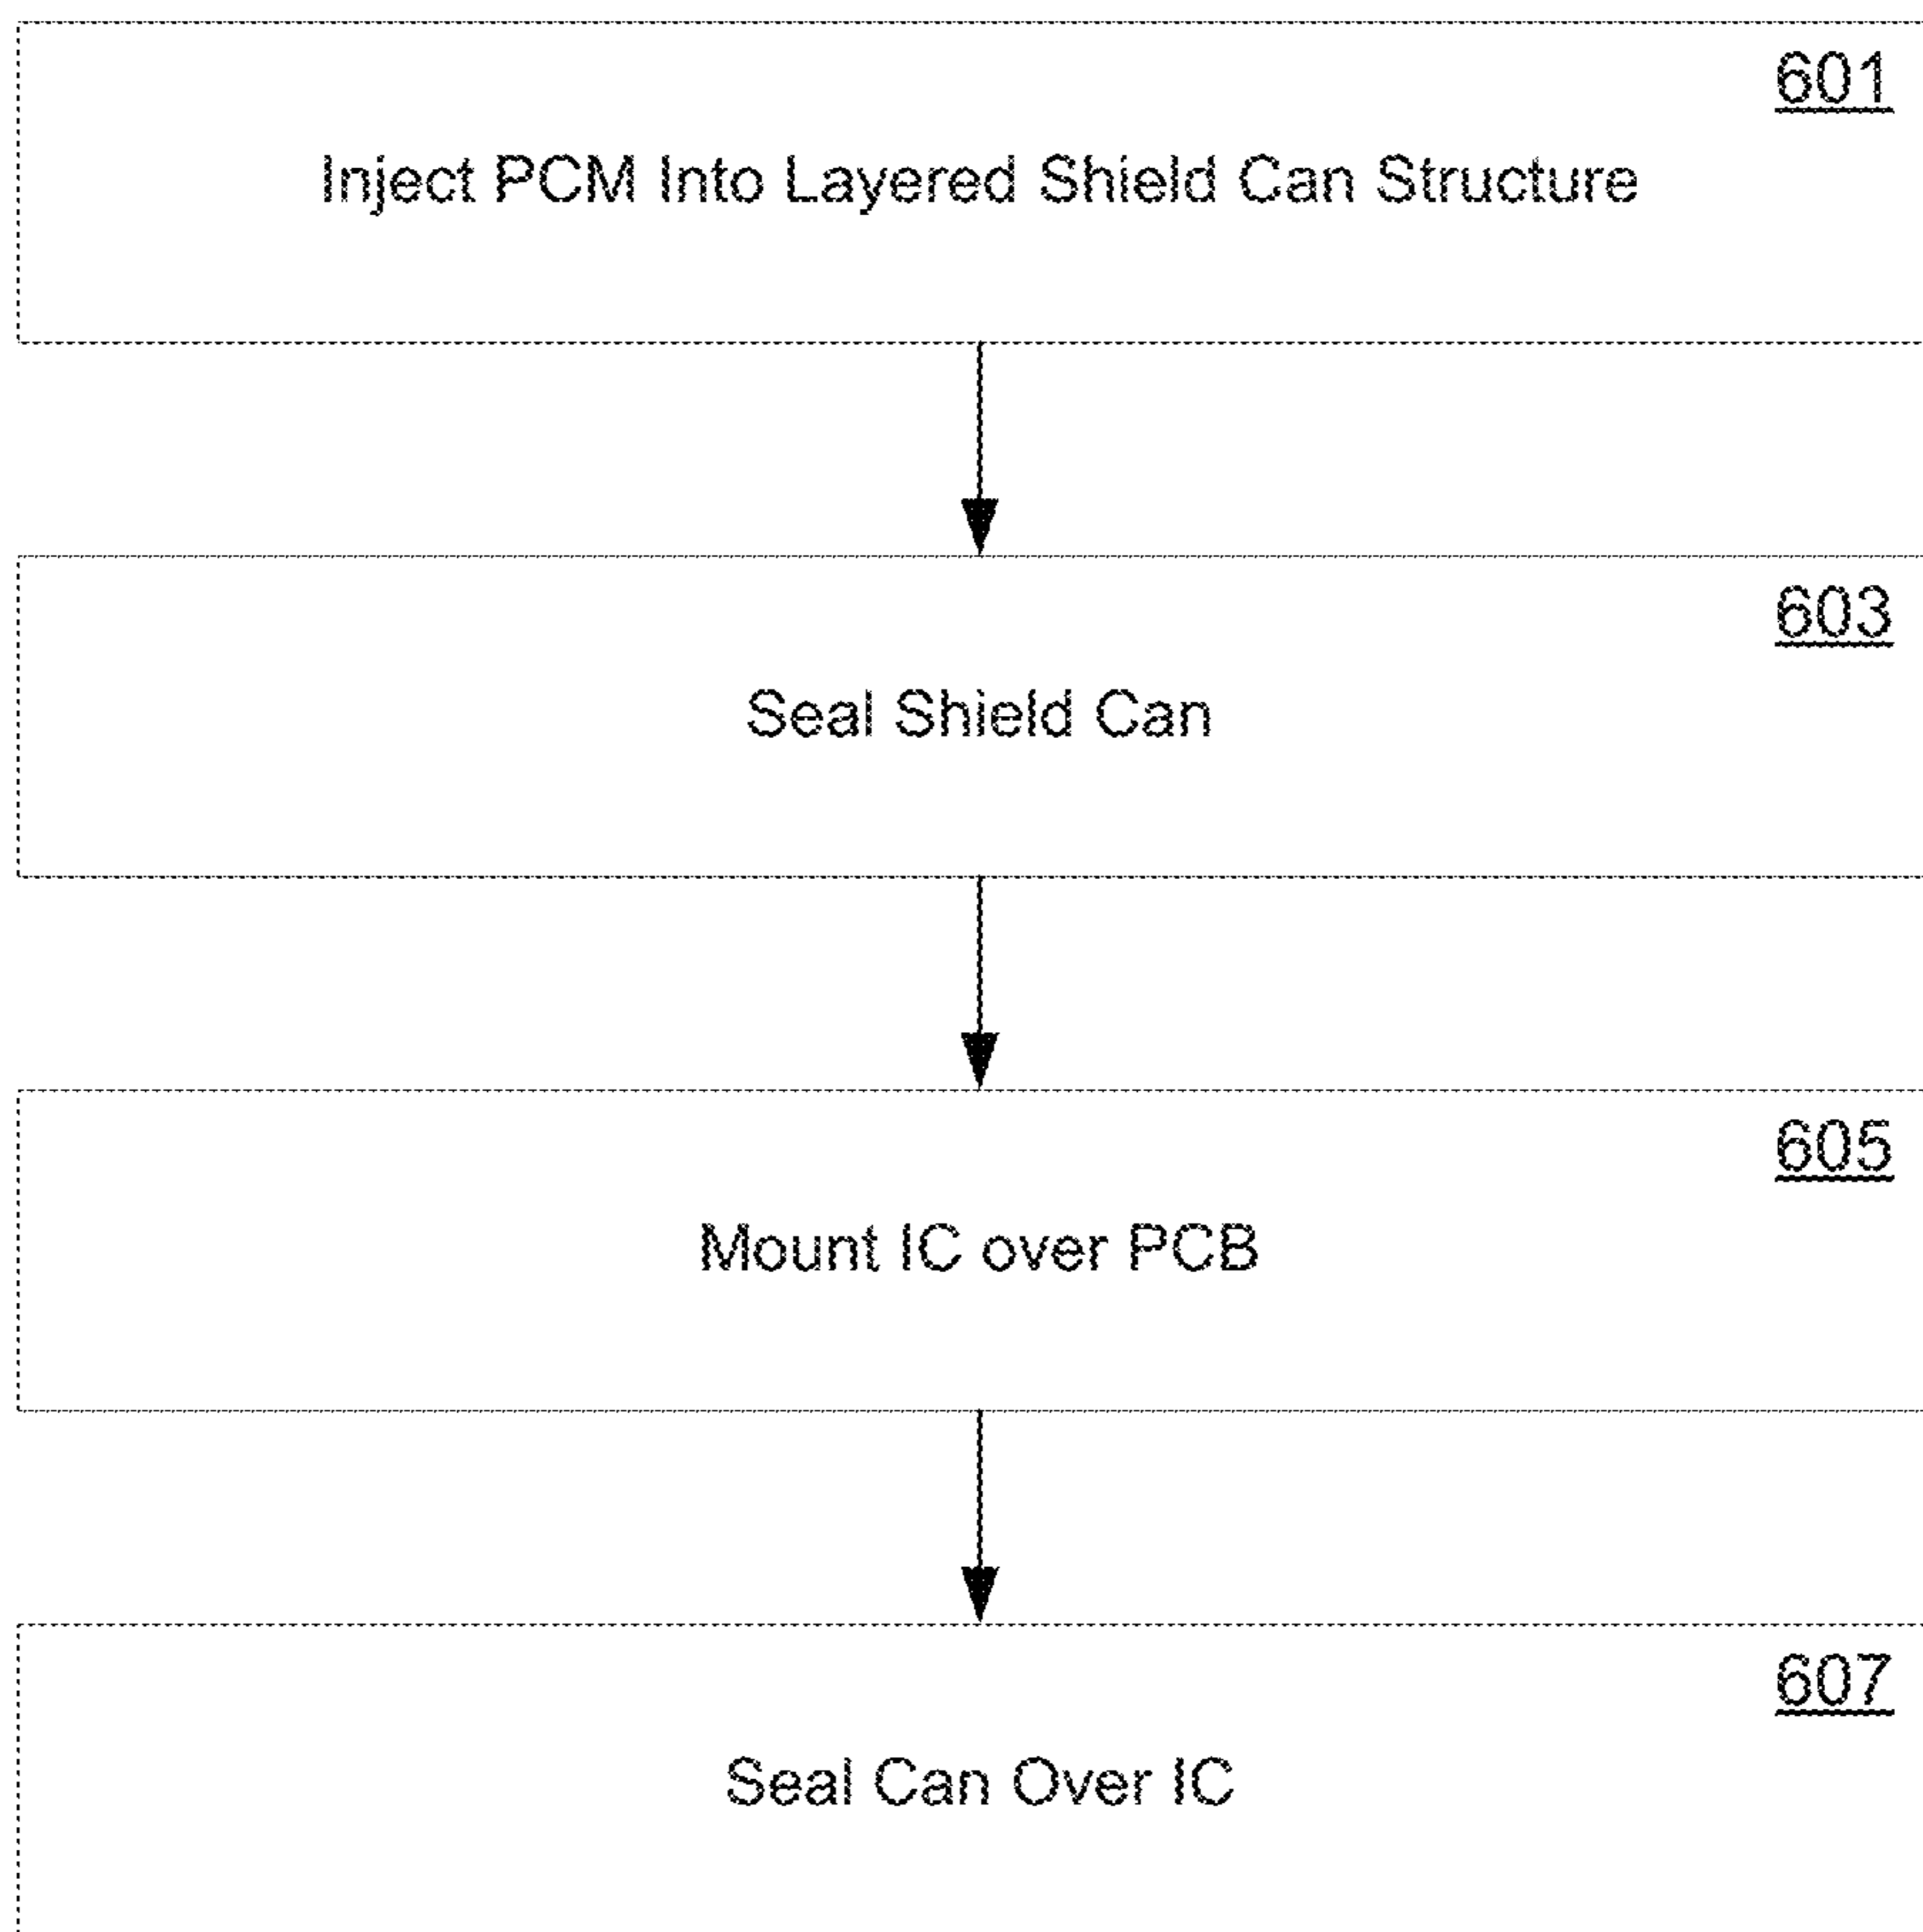 601
Inject PCM Into Layered Shield Can Structure
603
Seal Shield Can
605
Mount IC over PCB
607
Seal Can Over IC